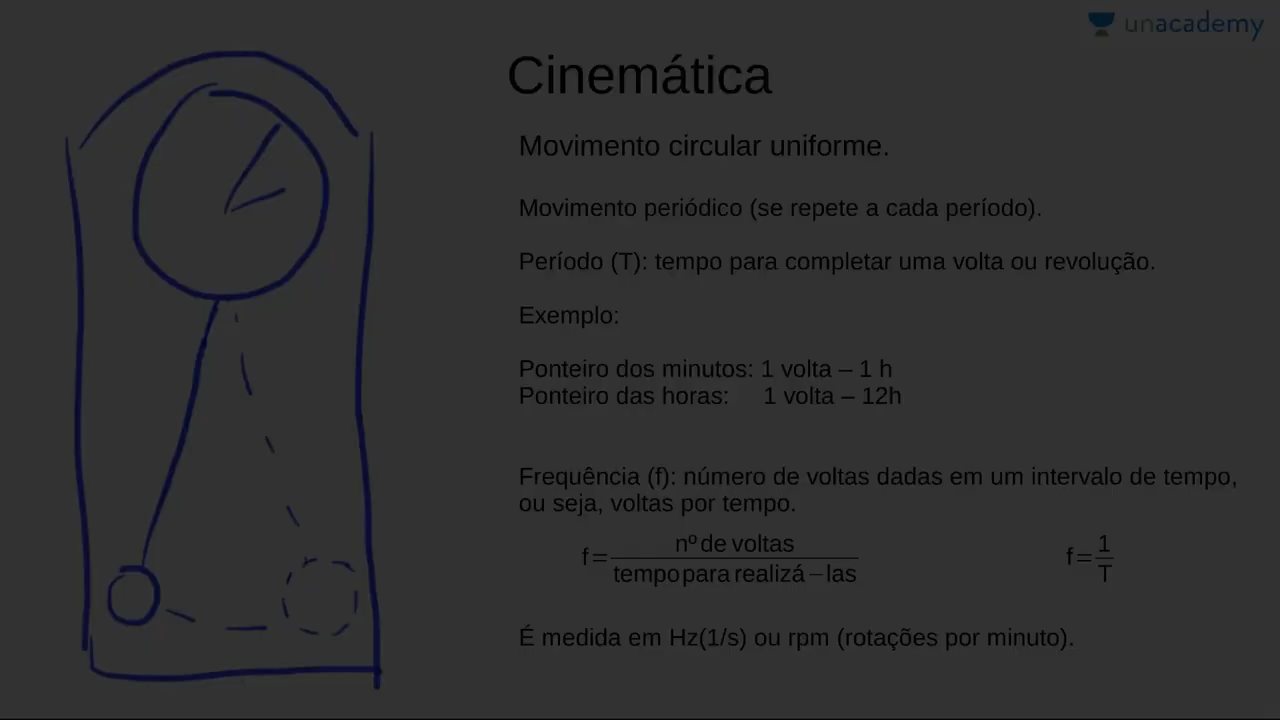 unacademy
Cinemática
Movimento circular uniforme.
Movimento periódico (se repete a cada período).
Período (T): tempo para completar uma volta ou revolução.
Exemplo:
Ponteiro dos minutos: 1 volta – 1 h
Ponteiro das horas: 1 volta – 12h
Frequência (f): número de voltas dadas em um intervalo de tempo,
ou seja, voltas por tempo.
f = nº de voltas / tempo para realizá – las
f = 1 / T
É medida em Hz(1/s) ou rpm (rotações por minuto).